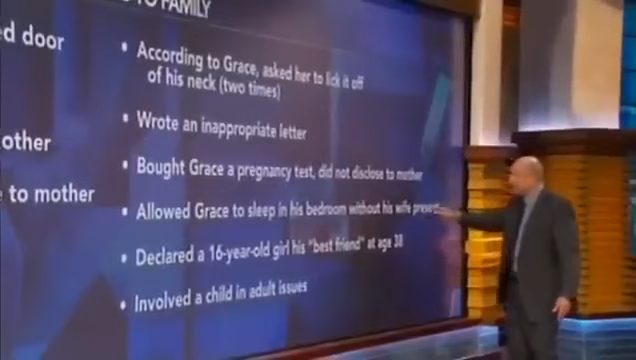 TO FAMILY
ed door
• According to Grace, asked her to lick it off
of his neck (two times)
• Wrote an inappropriate letter
other
• Bought Grace a pregnancy test, did not disclose to mother
to mother
• Allowed Grace to sleep in his bedroom without his wife present
• Declared a 16-year-old girl his "best friend" at age 38
• Involved a child in adult issues